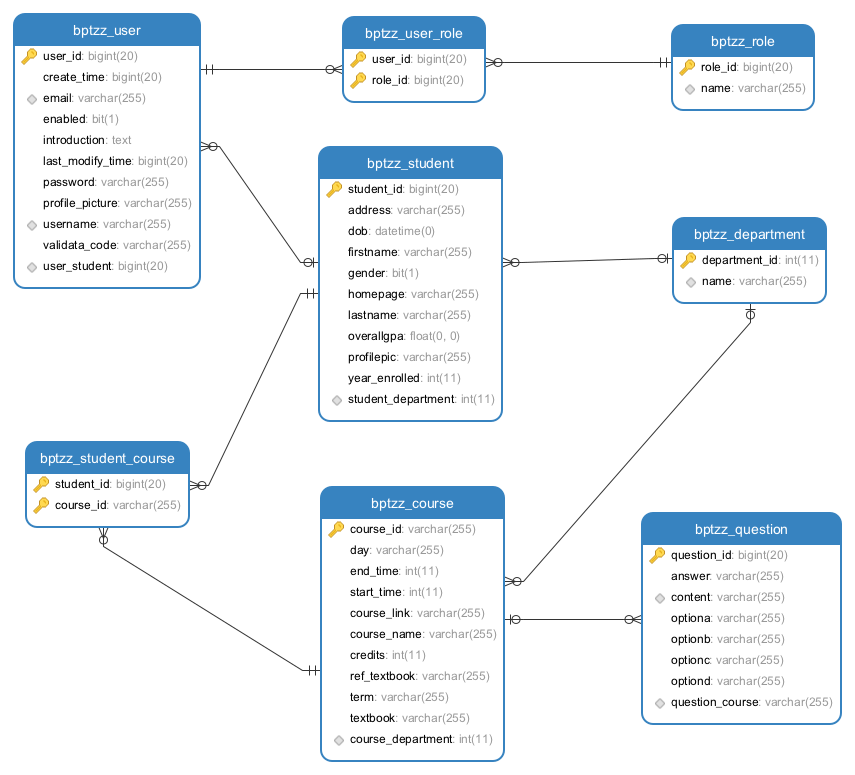 bptzz_user
user_id: bigint(20)
create_time: bigint(20)
email: varchar(255)
enabled: bit(1)
introduction: text
last_modify_time: bigint(20)
password: varchar(255)
profile_picture: varchar(255)
username: varchar(255)
validata_code: varchar(255)
user_student: bigint(20)
bptzz_user_role
user_id: bigint(20)
role_id: bigint(20)
bptzz_role
role_id: bigint(20)
name: varchar(255)
bptzz_student
student_id: bigint(20)
address: varchar(255)
dob: datetime(0)
firstname: varchar(255)
gender: bit(1)
homepage: varchar(255)
lastname: varchar(255)
overallgpa: float(0, 0)
profilepic: varchar(255)
year_enrolled: int(11)
student_department: int(11)
bptzz_department
department_id: int(11)
name: varchar(255)
bptzz_student_course
student_id: bigint(20)
course_id: varchar(255)
bptzz_course
course_id: varchar(255)
day: varchar(255)
end_time: int(11)
start_time: int(11)
course_link: varchar(255)
course_name: varchar(255)
credits: int(11)
ref_textbook: varchar(255)
term: varchar(255)
textbook: varchar(255)
course_department: int(11)
bptzz_question
question_id: bigint(20)
answer: varchar(255)
content: varchar(255)
optiona: varchar(255)
optionb: varchar(255)
optionc: varchar(255)
optiond: varchar(255)
question_course: varchar(255)